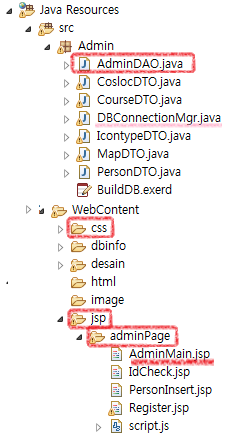 Java Resources
src
Admin
AdminDAO.java
CoslocDTO.java
CourseDTO.java
DBConnectionMgr.java
IcontypeDTO.java
MapDTO.java
PersonDTO.java
BuildDB.exerd
WebContent
css
dbinfo
desain
html
image
jsp
adminPage
AdminMain.jsp
IdCheck.jsp
PersonInsert.jsp
Register.jsp
script.js